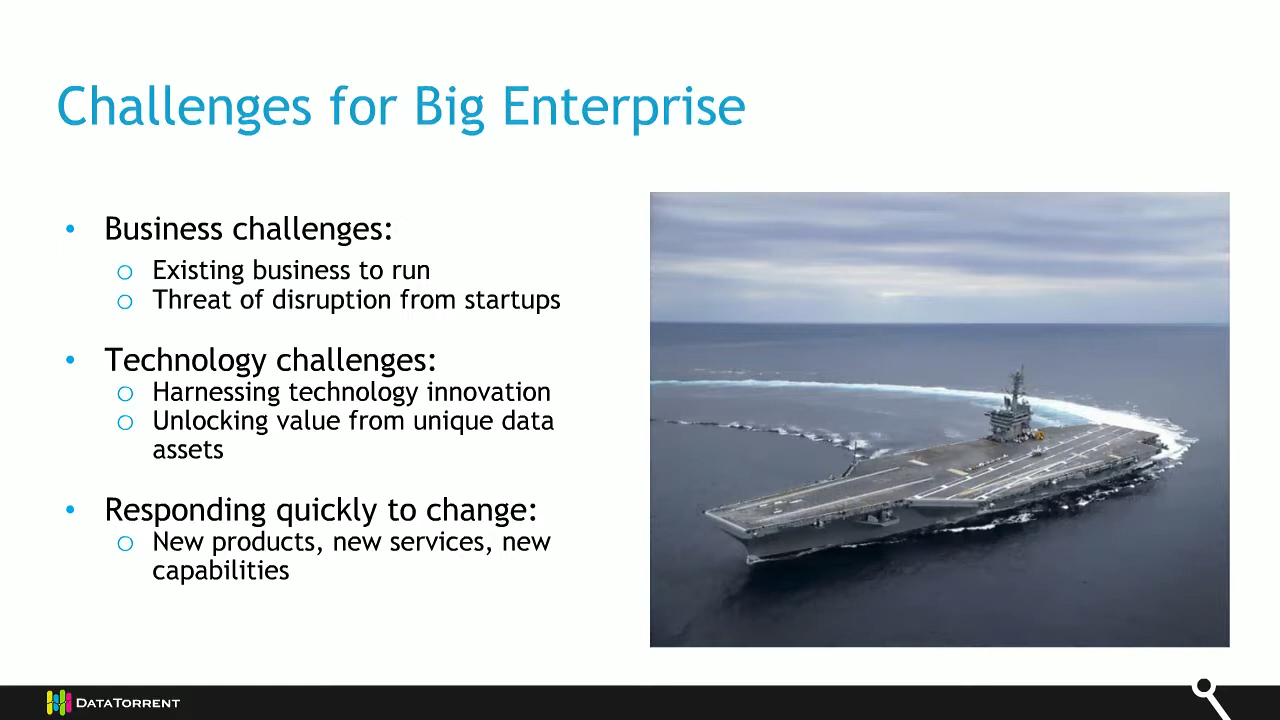 Challenges for Big Enterprise
• Business challenges:
o Existing business to run
o Threat of disruption from startups
• Technology challenges:
o Harnessing technology innovation
o Unlocking value from unique data
assets
• Responding quickly to change:
o New products, new services, new
capabilities
DATATORRENT